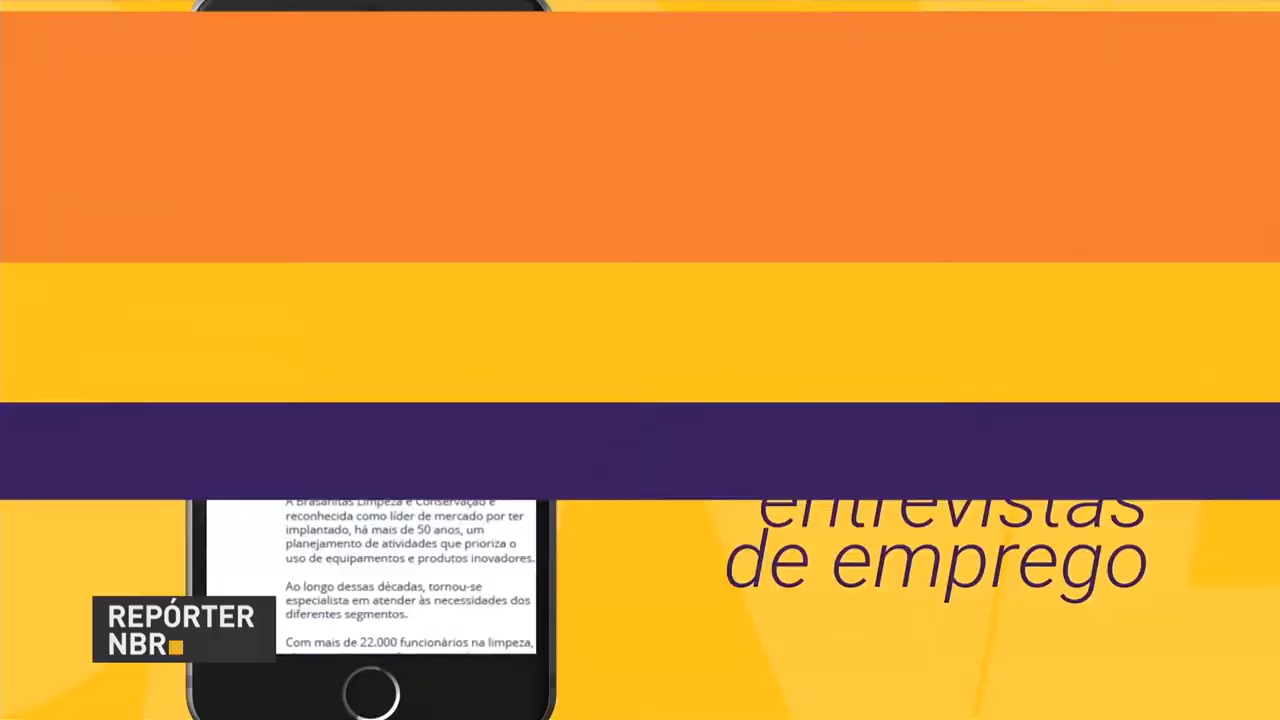 A Brasanitas Limpeza e Conservação é
reconhecida como líder de mercado por ter
implantado, há mais de 50 anos, um
planejamento de atividades que prioriza o
uso de equipamentos e produtos inovadores.
Ao longo dessas décadas, tornou-se
especialista em atender às necessidades dos
diferentes segmentos.
Com mais de 22.000 funcionários na limpeza,
entrevistas
de emprego
REPÓRTER
NBR